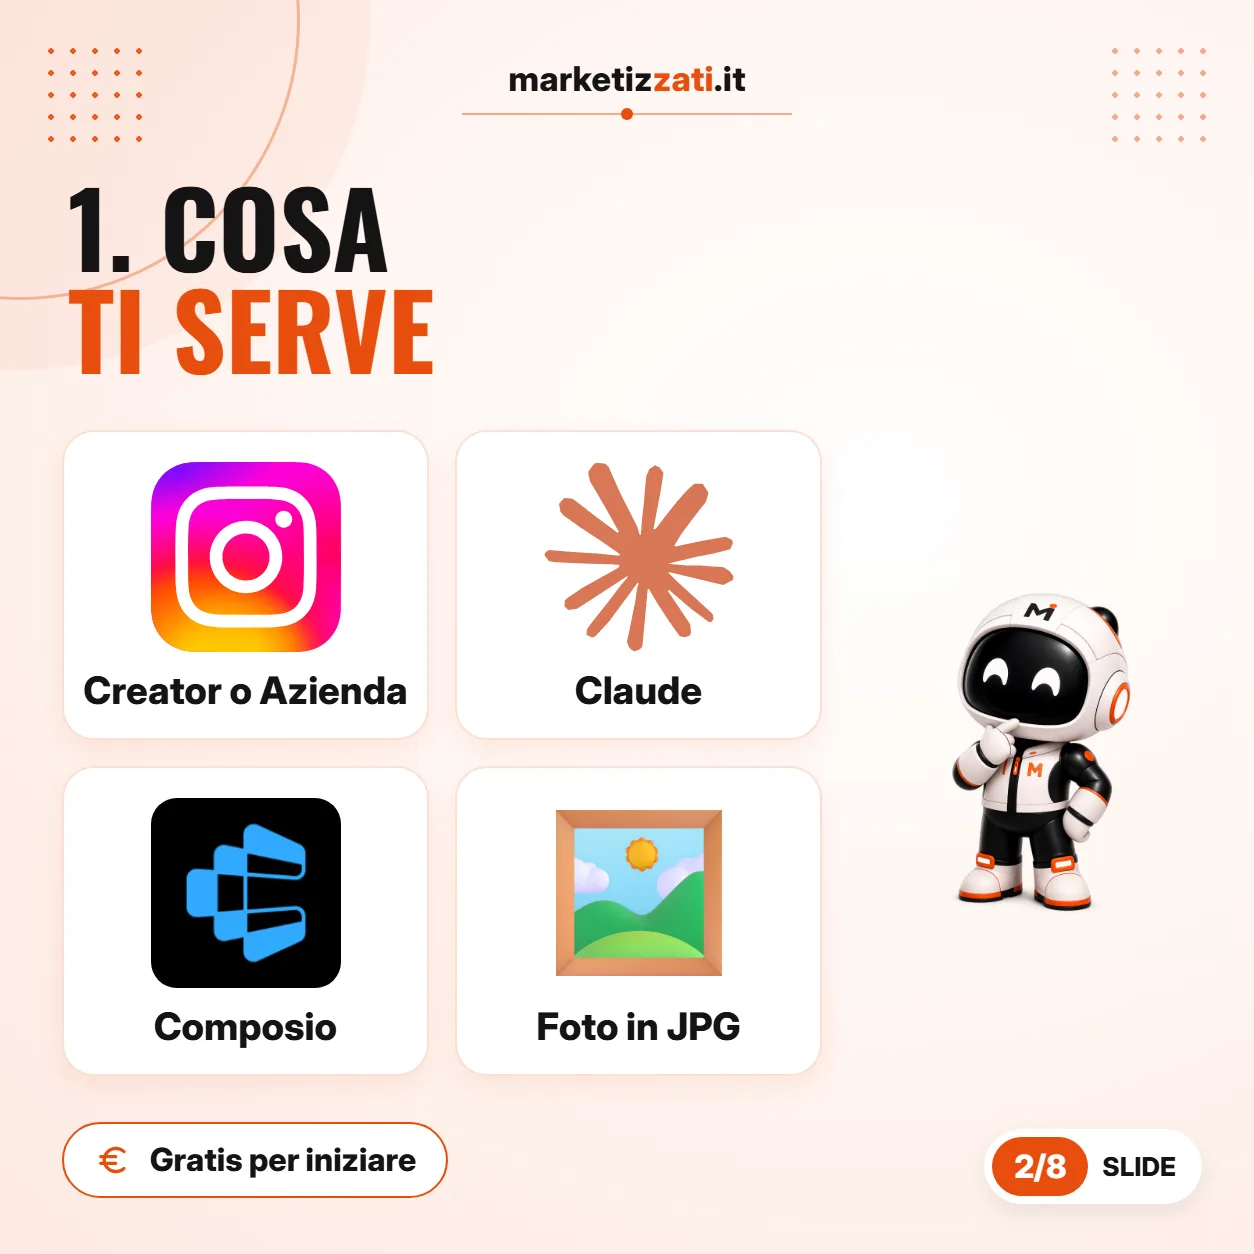 marketizzati.it
1. COSA
TI SERVE
Creator o Azienda
Claude
Composio
Foto in JPG
M
M
€ Gratis per iniziare
2/8 SLIDE